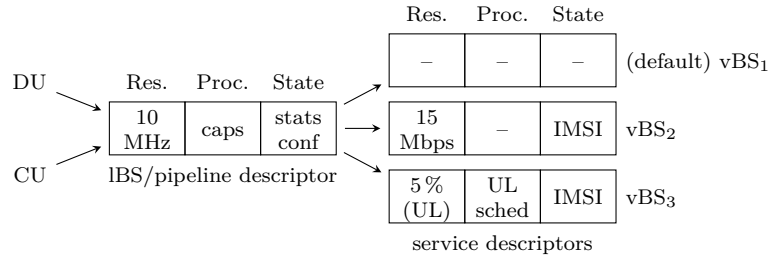 Res. Proc. State
– – – (default) vBS1
DU
Res. Proc. State
10 MHz caps stats conf
15 Mbps – IMSI vBS2
CU
lBS/pipeline descriptor
5 % (UL) UL sched IMSI vBS3
service descriptors